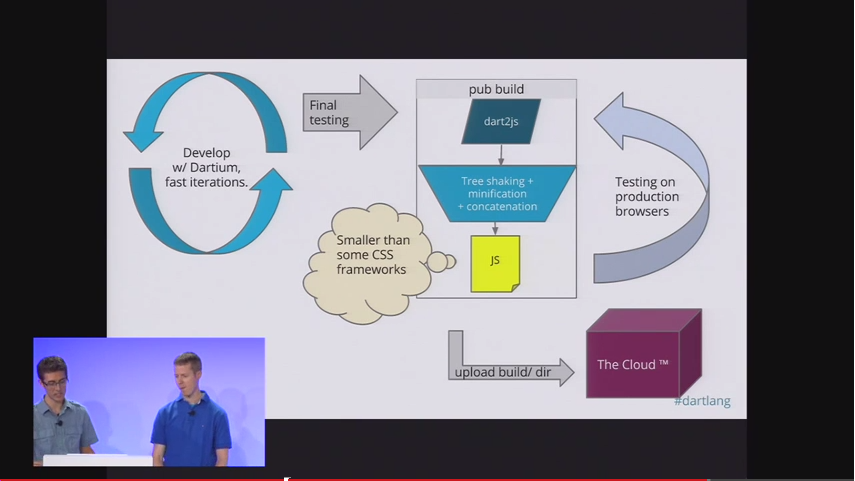 Develop
w/ Dartium,
fast iterations.
Final
testing
pub build
dart2js
Tree shaking +
minification
+ concatenation
JS
Smaller than
some CSS
frameworks
Testing on
production
browsers
upload build/ dir
The Cloud ™
#dartlang